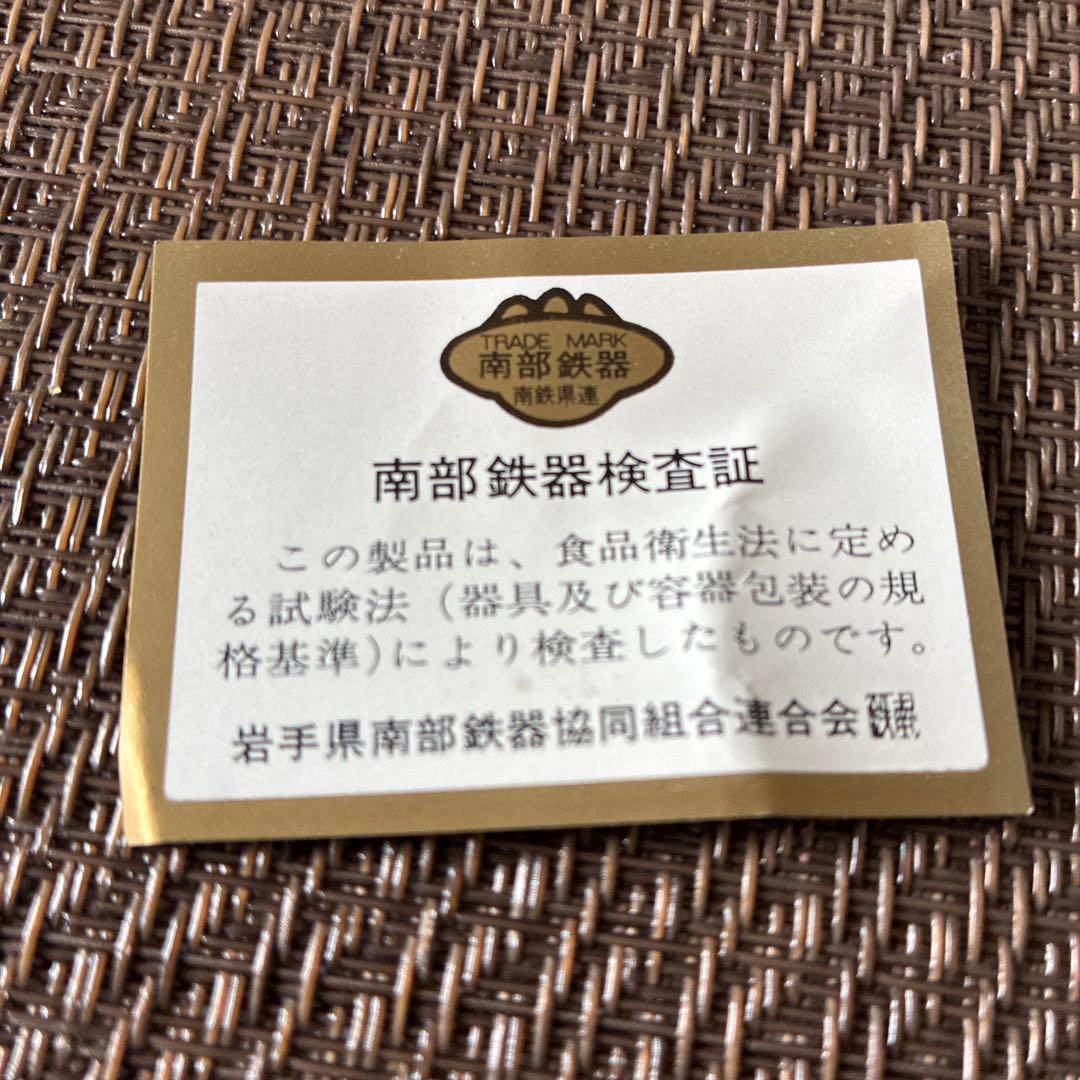 TRADE MARK
南部鉄器
南鉄県連
南部鉄器検査証
この製品は、食品衛生法に定め
る試験法（器具及び容器包装の規
格基準）により検査したものです。
岩手県南部鉄器協同組合連合会